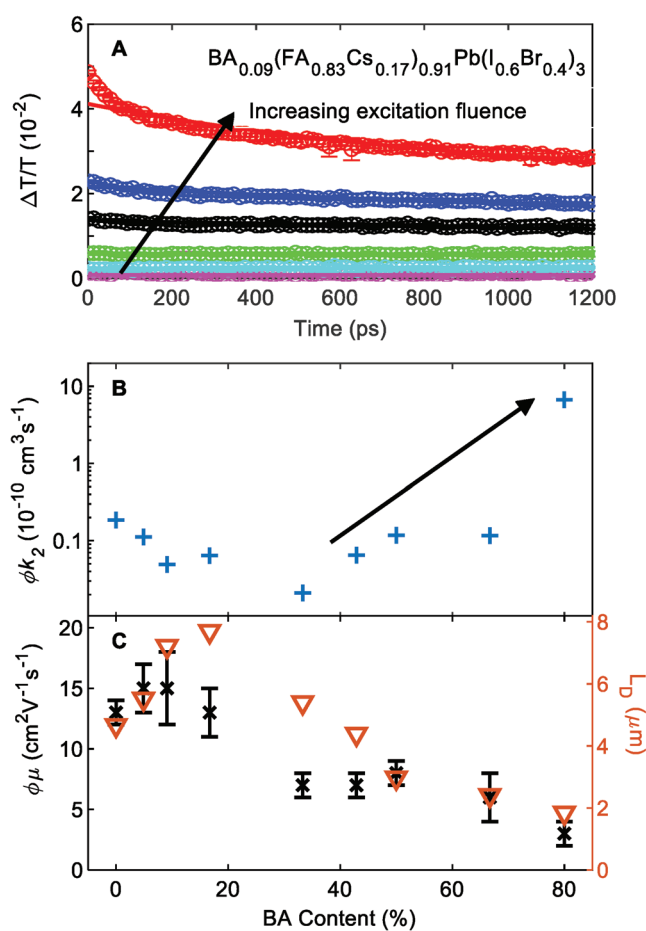 A
BA0.09(FA0.83Cs0.17)0.91Pb(I0.6Br0.4)3
Increasing excitation fluence
6
4
2
0
ΔT/T (10-2)
0 200 400 600 800 1000 1200
Time (ps)
B
10
1
0.1
ϕk2 (10-10 cm3s-1)
C
20
15
10
5
0
ϕμ (cm2V-1s-1)
8
6
4
2
0
LD (μm)
0 20 40 60 80
BA Content (%)